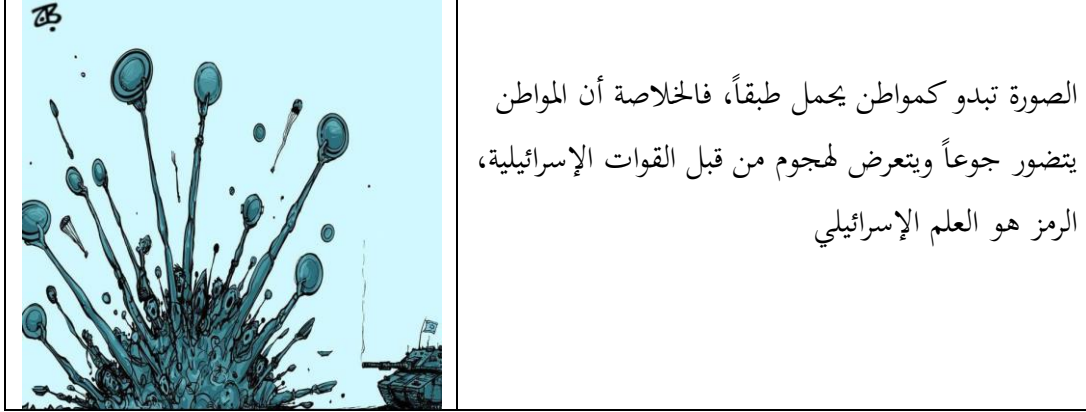 الصورة تبدو كمواطن يحمل طبقاً، فالخلاصة أن المواطن
يتضور جوعاً ويتعرض لهجوم من قبل القوات الإسرائيلية،
الرمز هو العلم الإسرائيلي